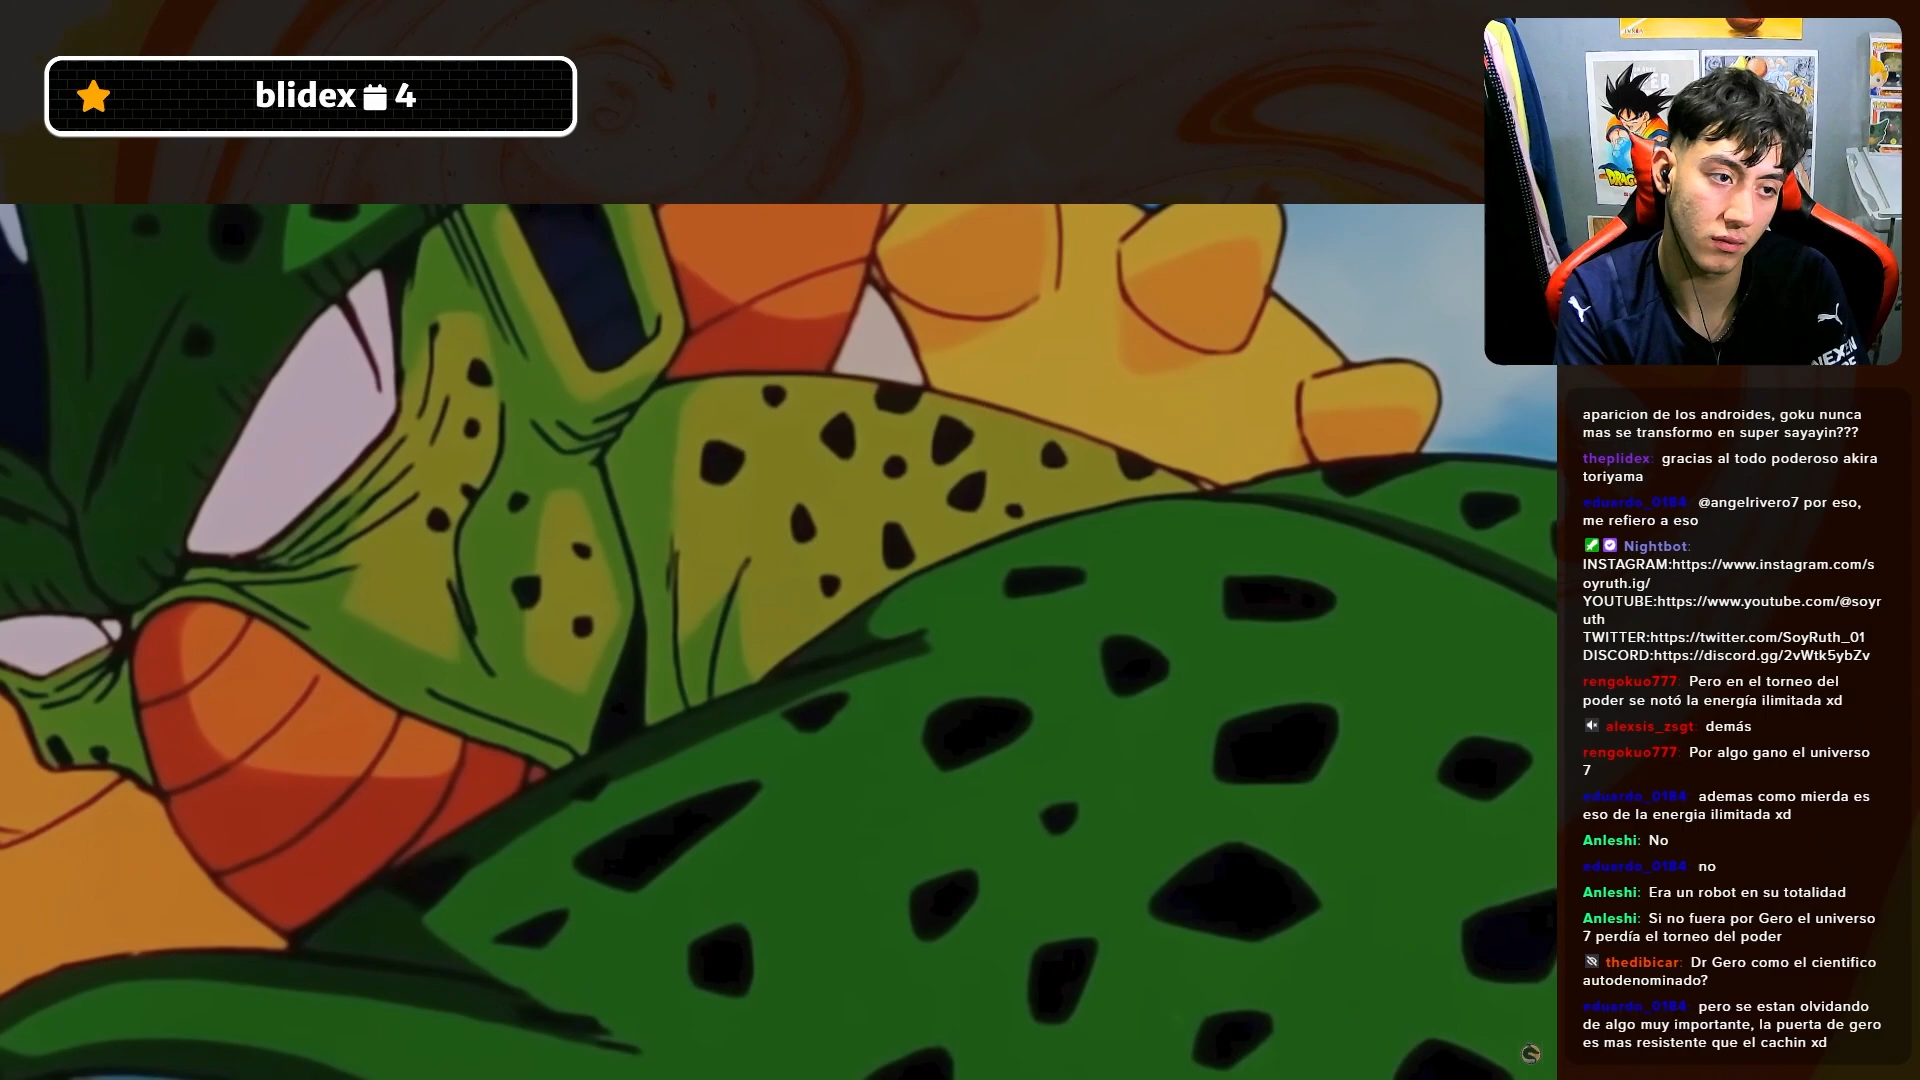 blidex 4
aparicion de los androides, goku nunca
mas se transformo en super sayayin???
theplidex: gracias al todo poderoso akira
toriyama
eduardo_0184: @angelrivero7 por eso,
me refiero a eso
Nightbot:
INSTAGRAM:https://www.instagram.com/s
oyruth.ig/
YOUTUBE:https://www.youtube.com/@soyr
uth
TWITTER:https://twitter.com/SoyRuth_01
DISCORD:https://discord.gg/2vWtk5ybZv
rengokuo777: Pero en el torneo del
poder se notó la energía ilimitada xd
alexsis_zsgt: demás
rengokuo777: Por algo gano el universo
7
eduardo_0184: ademas como mierda es
eso de la energia ilimitada xd
Anleshi: No
eduardo_0184: no
Anleshi: Era un robot en su totalidad
Anleshi: Si no fuera por Gero el universo
7 perdía el torneo del poder
thedibicar: Dr Gero como el cientifico
autodenominado?
eduardo_0184: pero se estan olvidando
de algo muy importante, la puerta de gero
es mas resistente que el cachin xd